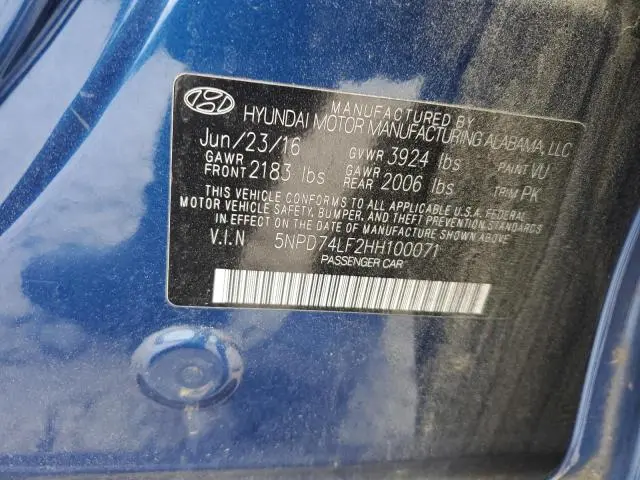 MANUFACTURED BY
HYUNDAI MOTOR MANUFACTURING ALABAMA, LLC
Jun/23/16 GVWR 3924 lbs PAINT VU
GAWR FRONT 2183 lbs GAWR REAR 2006 lbs TRIM PK
THIS VEHICLE CONFORMS TO ALL APPLICABLE U.S.A. FEDERAL
MOTOR VEHICLE SAFETY, BUMPER, AND THEFT PREVENTION STANDARDS
IN EFFECT ON THE DATE OF MANUFACTURE SHOWN ABOVE.
V.I.N 5NPD74LF2HH100071
PASSENGER CAR